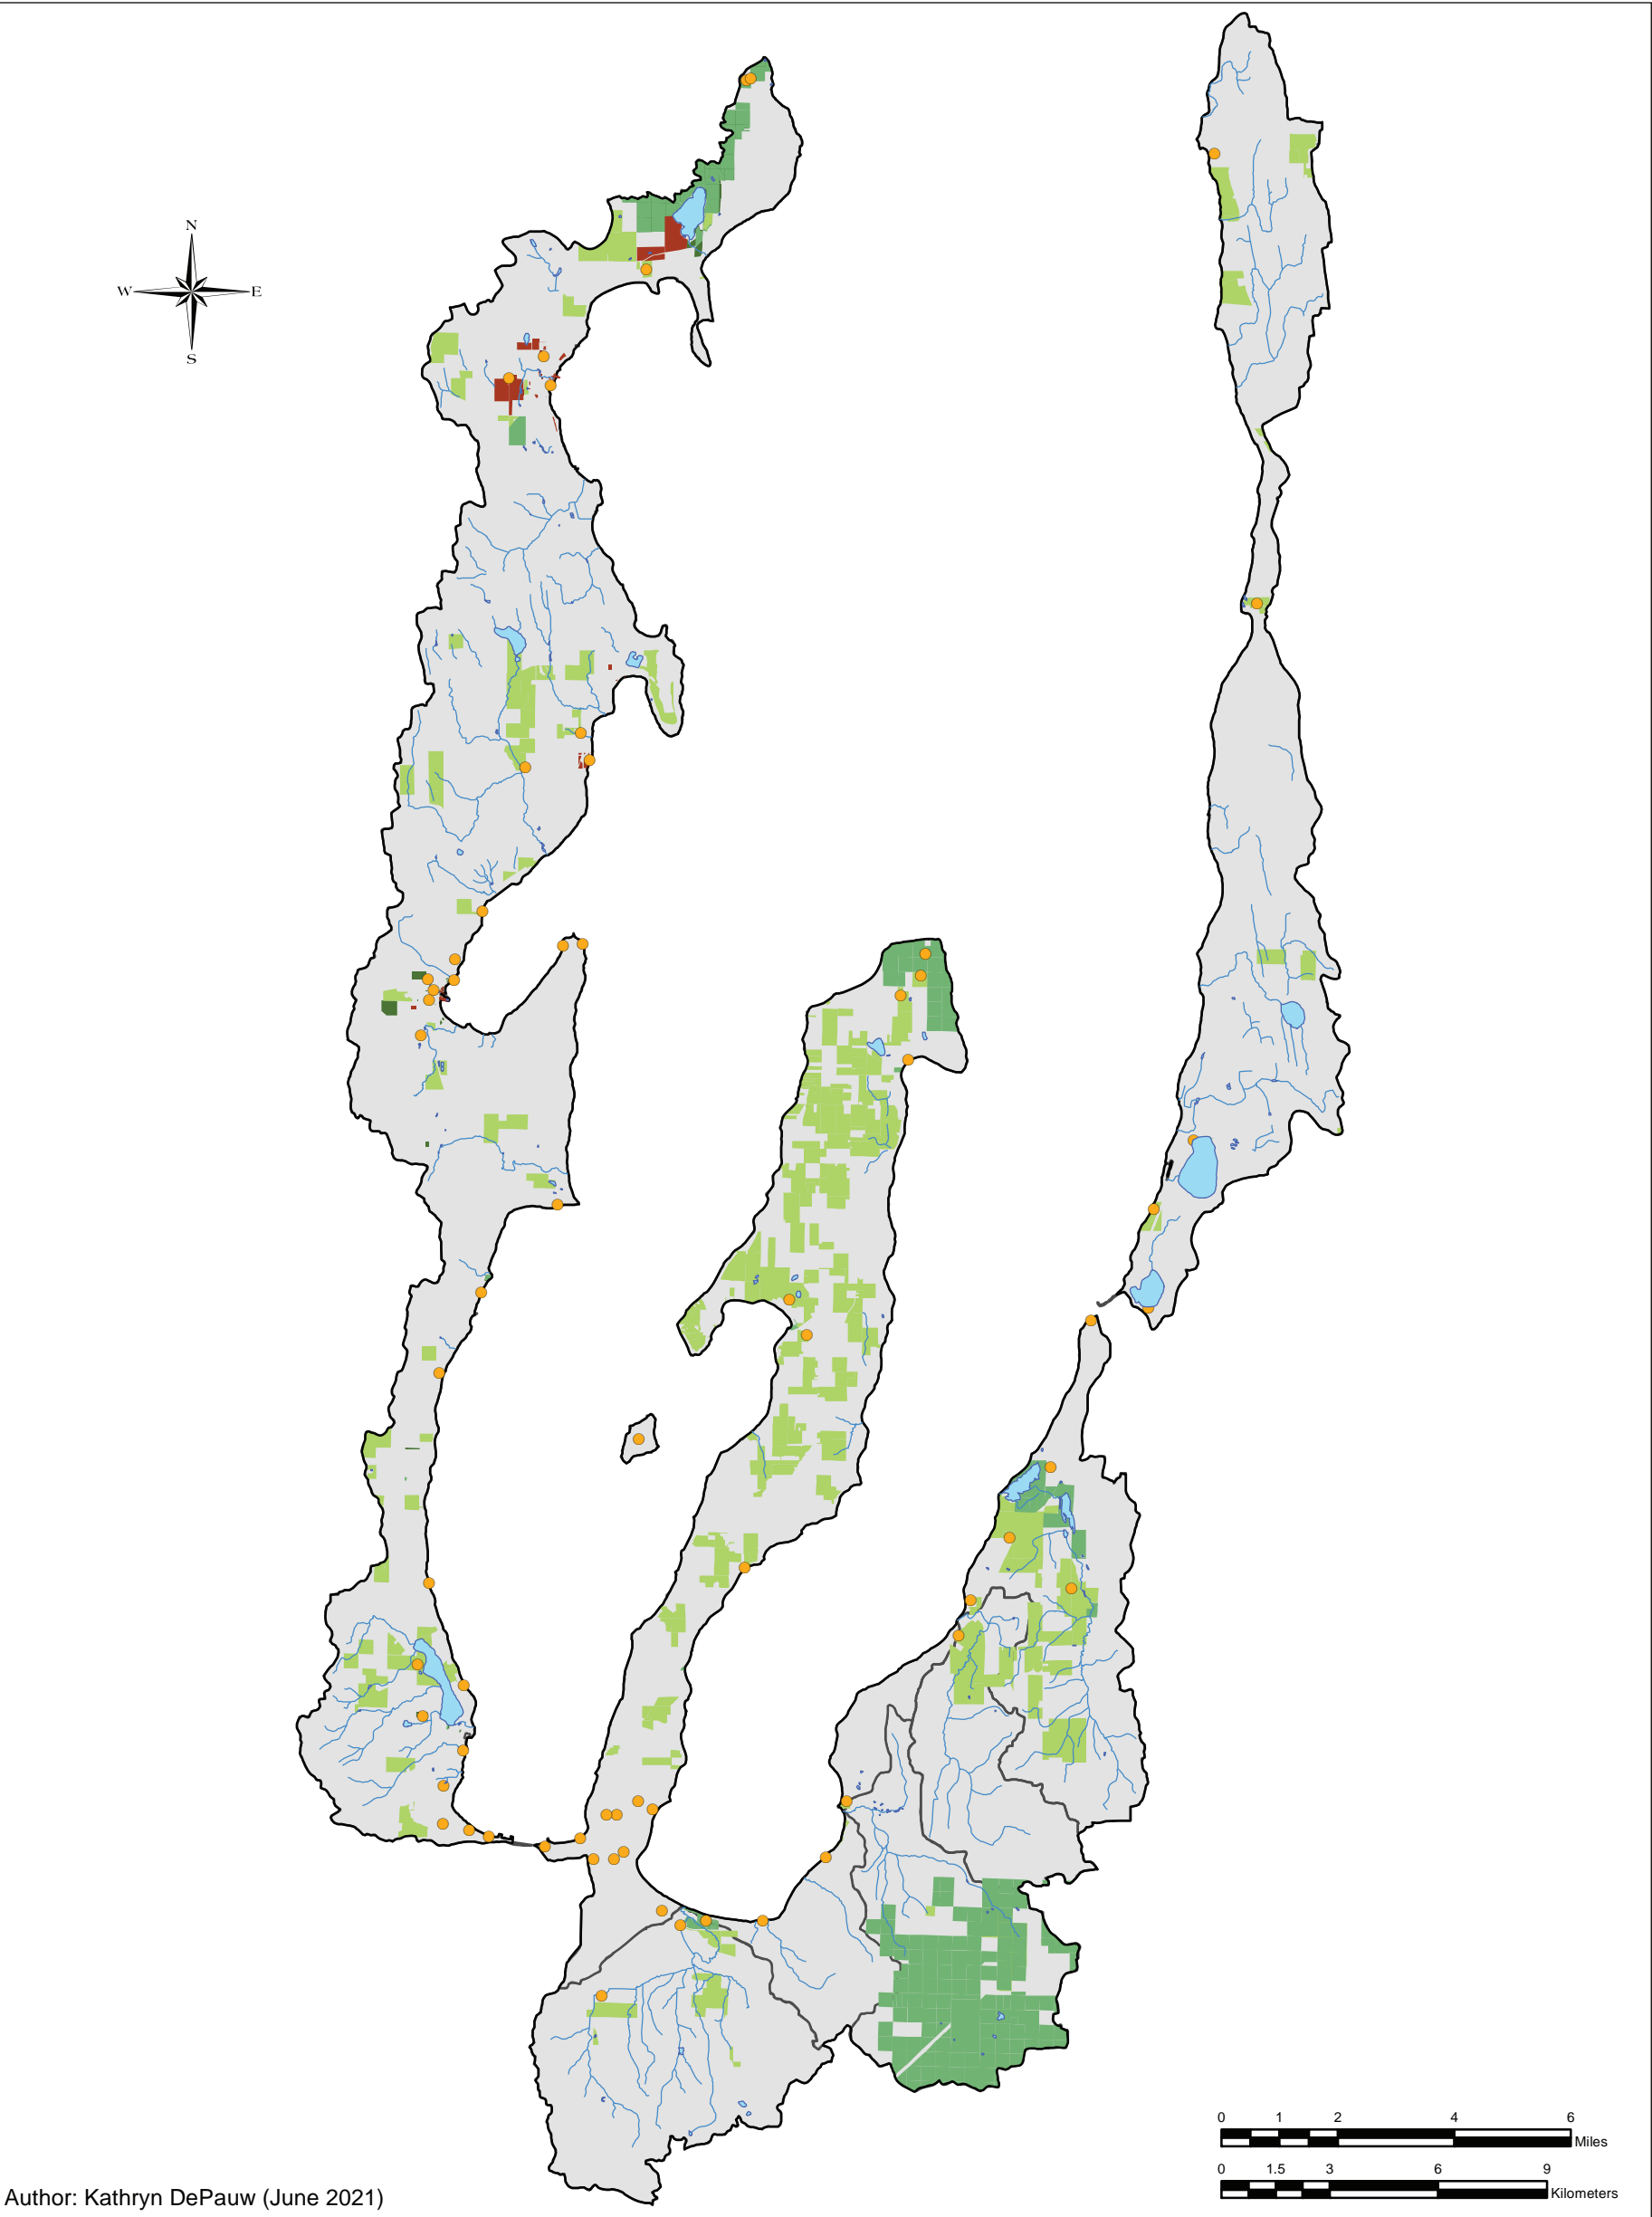 N
W E
S
0 1 2 4 6
Miles
0 1.5 3 6 9
Kilometers
Author: Kathryn DePauw (June 2021)